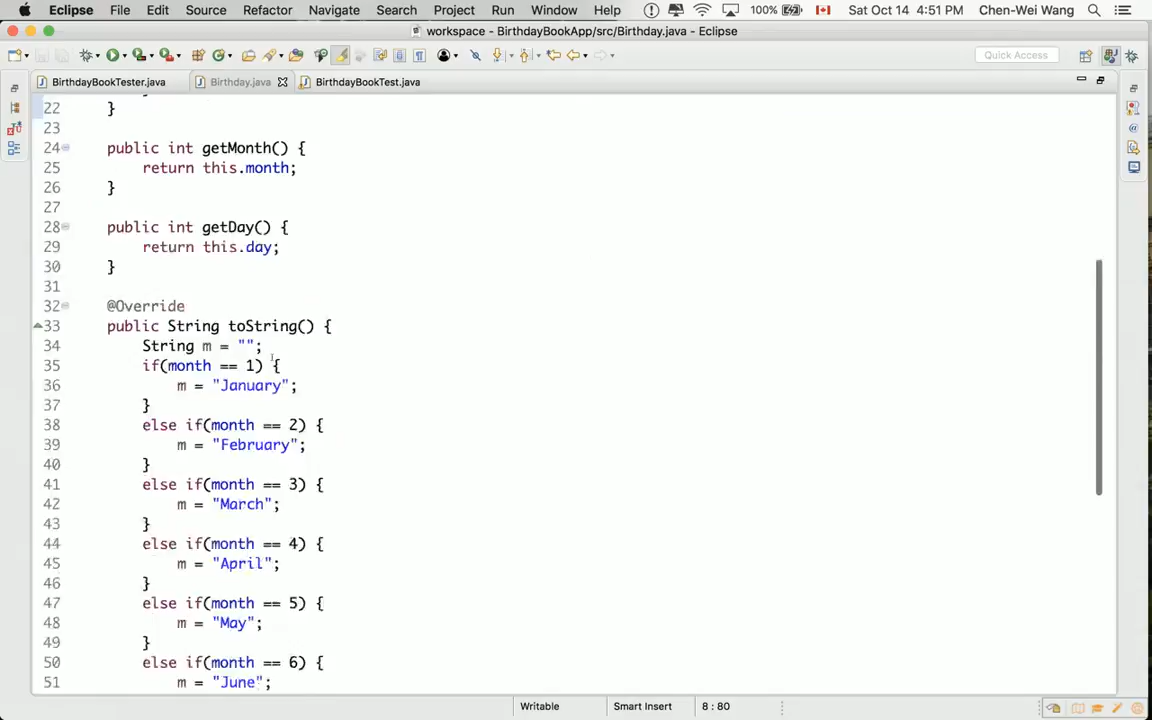 Eclipse File Edit Source Refactor Navigate Search Project Run Window Help 100% Sat Oct 14 4:51 PM Chen-Wei Wang
workspace - BirthdayBookApp/src/Birthday.java - Eclipse
Quick Access
BirthdayBookTester.java Birthday.java BirthdayBookTest.java
22 }
23
24 public int getMonth() {
25 return this.month;
26 }
27
28 public int getDay() {
29 return this.day;
30 }
31
32 @Override
33 public String toString() {
34 String m = "";
35 if(month == 1) {
36 m = "January";
37 }
38 else if(month == 2) {
39 m = "February";
40 }
41 else if(month == 3) {
42 m = "March";
43 }
44 else if(month == 4) {
45 m = "April";
46 }
47 else if(month == 5) {
48 m = "May";
49 }
50 else if(month == 6) {
51 m = "June";
Writable Smart Insert 8 : 80